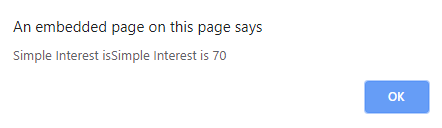 An embedded page on this page says
Simple Interest isSimple Interest is 70
OK